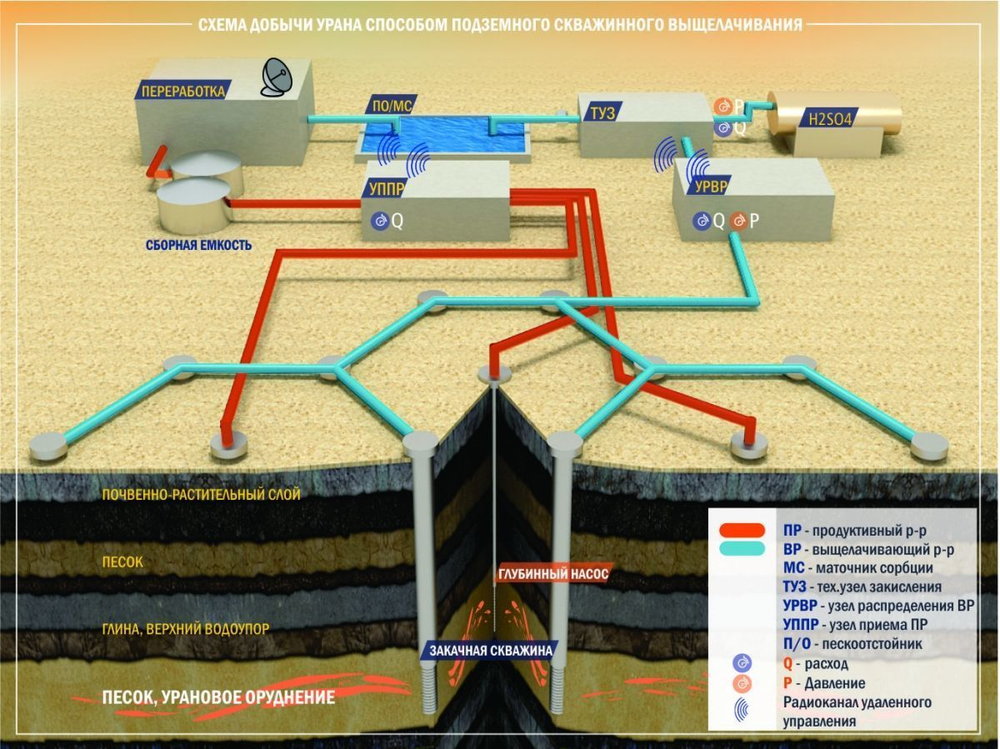 СХЕМА ДОБЫЧИ УРАНА СПОСОБОМ ПОДЗЕМНОГО СКВАЖИННОГО ВЫЩЕЛАЧИВАНИЯ
ПЕРЕРАБОТКА
ПО/МС
ТУЗ
P
Q
H2SO4
УППР
Q
УРВР
Q
P
СБОРНАЯ ЕМКОСТЬ
ПОЧВЕННО-РАСТИТЕЛЬНЫЙ СЛОЙ
ПЕСОК
ГЛУБИННЫЙ НАСОС
ГЛИНА, ВЕРХНИЙ ВОДОУПОР
ЗАКАЧНАЯ СКВАЖИНА
ПЕСОК, УРАНОВОЕ ОРУДНЕНИЕ
ПР - продуктивный р-р
ВР - выщелачивающий р-р
МС - маточник сорбции
ТУЗ - тех.узел закисления
УРВР - узел распределения ВР
УППР - узел приема ПР
П/О - пескоотстойник
Q - расход
P - Давление
Радиоканал удаленного
управления